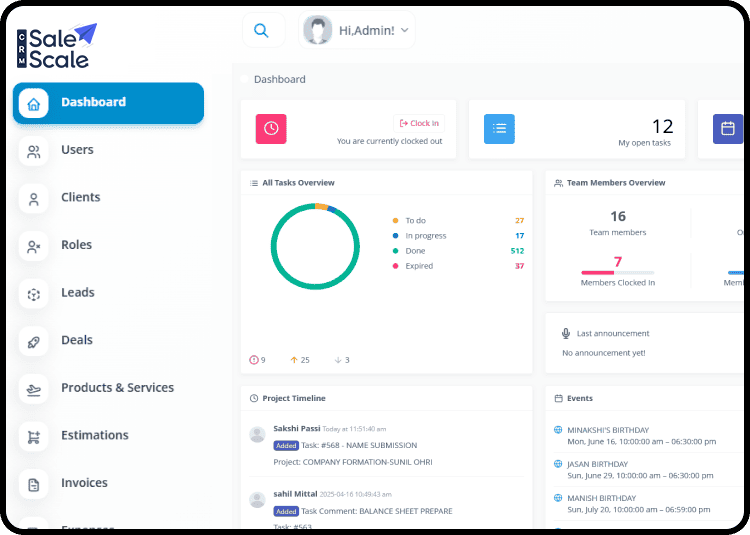 CRM
Sale
Scale
Hi,Admin!
Dashboard
Users
Clients
Roles
Leads
Deals
Products & Services
Estimations
Invoices
Expenses
Dashboard
Clock In
You are currently clocked out
12
My open tasks
All Tasks Overview
To do 27
In progress 17
Done 512
Expired 37
9 25 3
Team Members Overview
16
Team members
7
Members Clocked In
Last announcement
No announcement yet!
Project Timeline
Sakshi Passi Today at 11:51:40 am
Added Task: #568 - NAME SUBMISSION
Project: COMPANY FORMATION-SUNIL OHRI
sahil Mittal 2025-04-16 10:49:43 am
Added Task Comment: BALANCE SHEET PREPARE
Task: #563
Events
MINAKSHI'S BIRTHDAY
Mon, June 16, 10:00:00 am – 06:30:00 pm
JASAN BIRTHDAY
Sun, June 29, 10:00:00 am – 06:30:00 pm
MANISH BIRTHDAY
Sun, July 20, 10:00:00 am – 06:59:00 pm